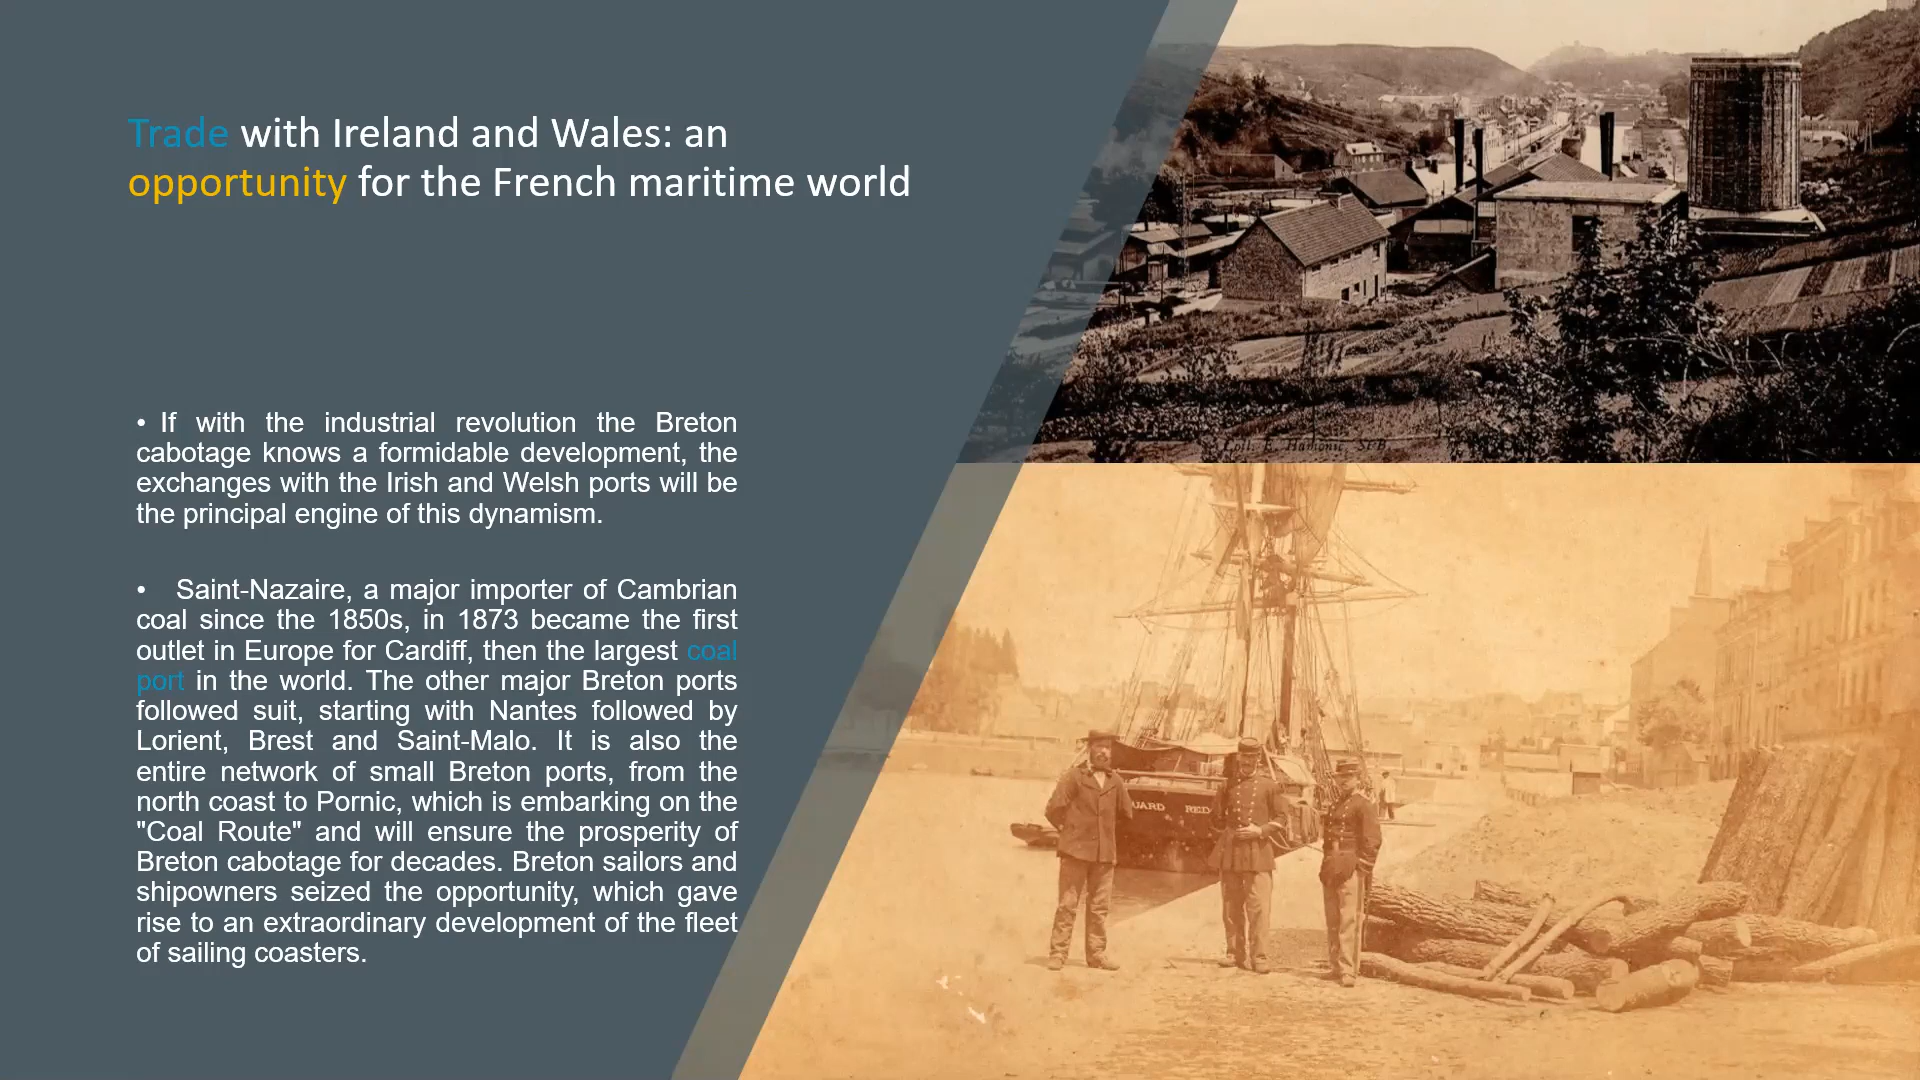 Trade with Ireland and Wales: an
opportunity for the French maritime world
• If with the industrial revolution the Breton
cabotage knows a formidable development, the
exchanges with the Irish and Welsh ports will be
the principal engine of this dynamism.
• Saint-Nazaire, a major importer of Cambrian
coal since the 1850s, in 1873 became the first
outlet in Europe for Cardiff, then the largest coal
port in the world. The other major Breton ports
followed suit, starting with Nantes followed by
Lorient, Brest and Saint-Malo. It is also the
entire network of small Breton ports, from the
north coast to Pornic, which is embarking on the
"Coal Route" and will ensure the prosperity of
Breton cabotage for decades. Breton sailors and
shipowners seized the opportunity, which gave
rise to an extraordinary development of the fleet
of sailing coasters.
Coll. E. Hamonic, St-B.
UARD RED